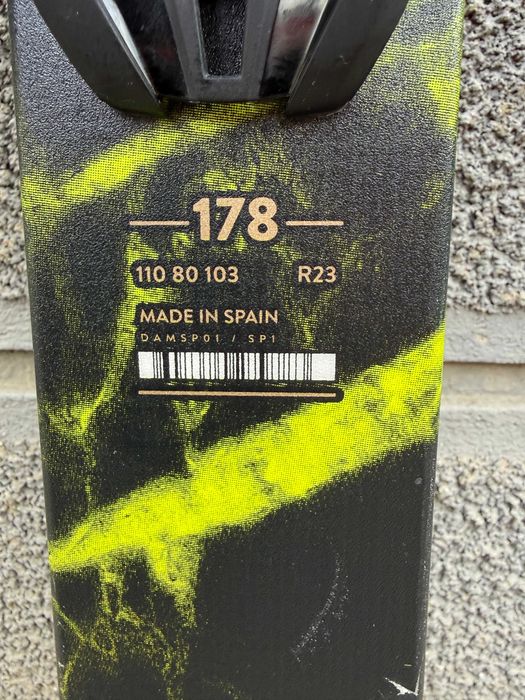 178
110 80 103 R23
MADE IN SPAIN
DAMSP01 / SP1